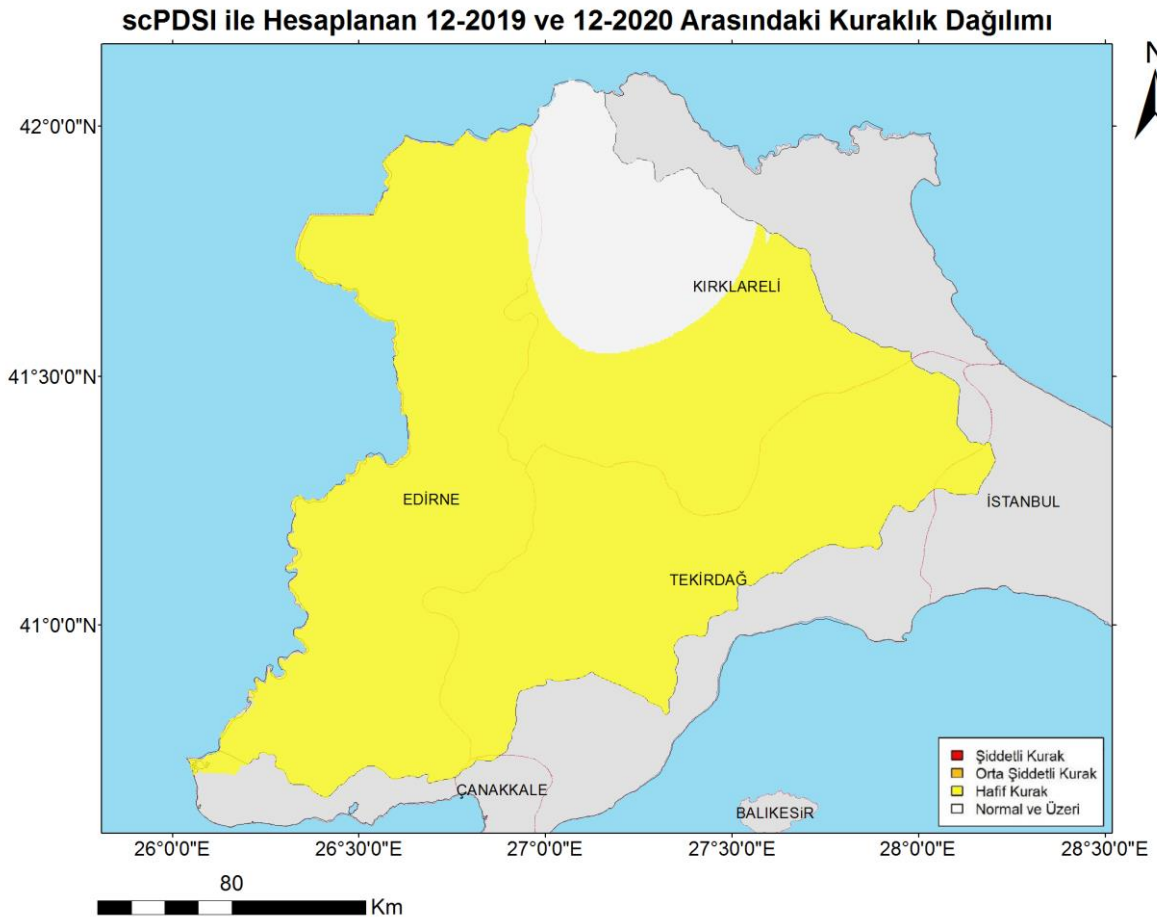 scPDSI ile Hesaplanan 12-2019 ve 12-2020 Arasındaki Kuraklık Dağılımı
N
42°0'0"N
KIRKLARELİ
41°30'0"N
EDİRNE
İSTANBUL
TEKİRDAĞ
41°0'0"N
Şiddetli Kurak
Orta Şiddetli Kurak
Hafif Kurak
Normal ve Üzeri
ÇANAKKALE
BALIKESİR
26°0'0"E 26°30'0"E 27°0'0"E 27°30'0"E 28°0'0"E 28°30'0"E
80
Km